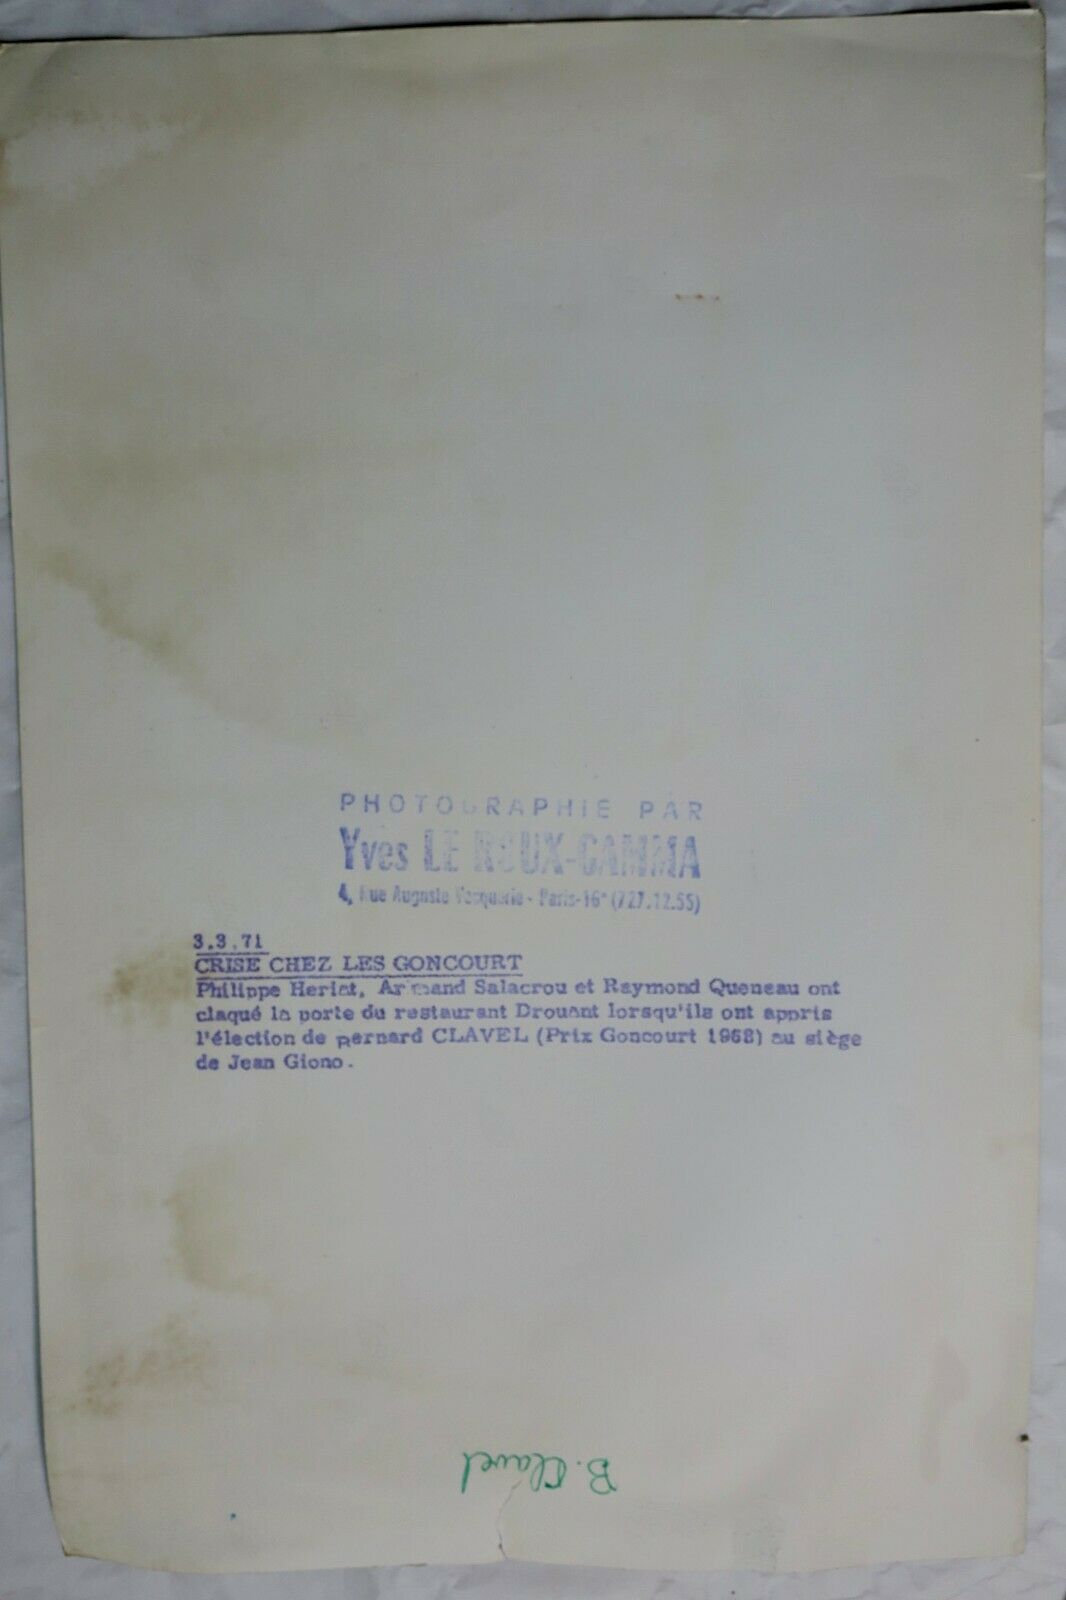 PHOTOGRAPHIE PAR
Yves LE ROUX-GAMMA
4, Rue Auguste Vacquerie - Paris-16° (727.12.55)
3.3.71
CRISE CHEZ LES GONCOURT
Philippe Heriat, Armand Salacrou et Raymond Queneau ont
claqué la porte du restaurant Drouant lorsqu'ils ont appris
l'élection de Bernard CLAVEL (Prix Goncourt 1968) au siège
de Jean Giono.
B. Clavel